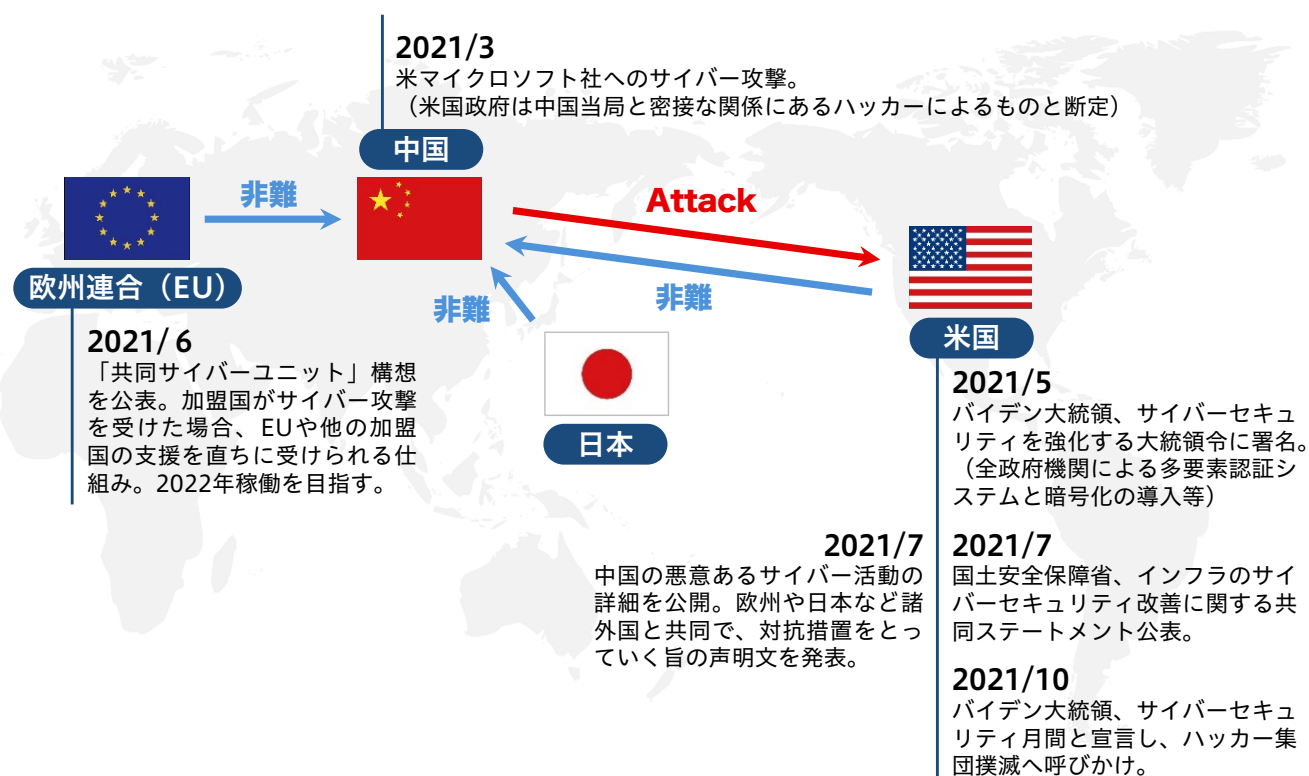 2021/3
米マイクロソフト社へのサイバー攻撃。
（米国政府は中国当局と密接な関係にあるハッカーによるものと断定）
中国
非難
Attack
欧州連合（EU）
非難
非難
米国
日本
2021/6
「共同サイバーユニット」構想
を公表。加盟国がサイバー攻撃
を受けた場合、EUや他の加盟
国の支援を直ちに受けられる仕
組み。2022年稼働を目指す。
2021/5
バイデン大統領、サイバーセキュ
リティを強化する大統領令に署名。
（全政府機関による多要素認証シ
ステムと暗号化の導入等）
2021/7
中国の悪意あるサイバー活動の
詳細を公開。欧州や日本など諸
外国と共同で、対抗措置をとっ
ていく旨の声明文を発表。
2021/7
国土安全保障省、インフラのサイ
バーセキュリティ改善に関する共
同ステートメント公表。
2021/10
バイデン大統領、サイバーセキュ
リティ月間と宣言し、ハッカー集
団撲滅へ呼びかけ。